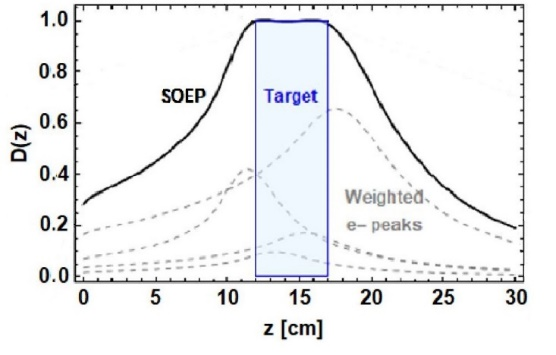 1.0
0.8
0.6
0.4
0.2
0.0
D(z)
SOEP
Target
Weighted
e- peaks
0 5 10 15 20 25 30
z [cm]